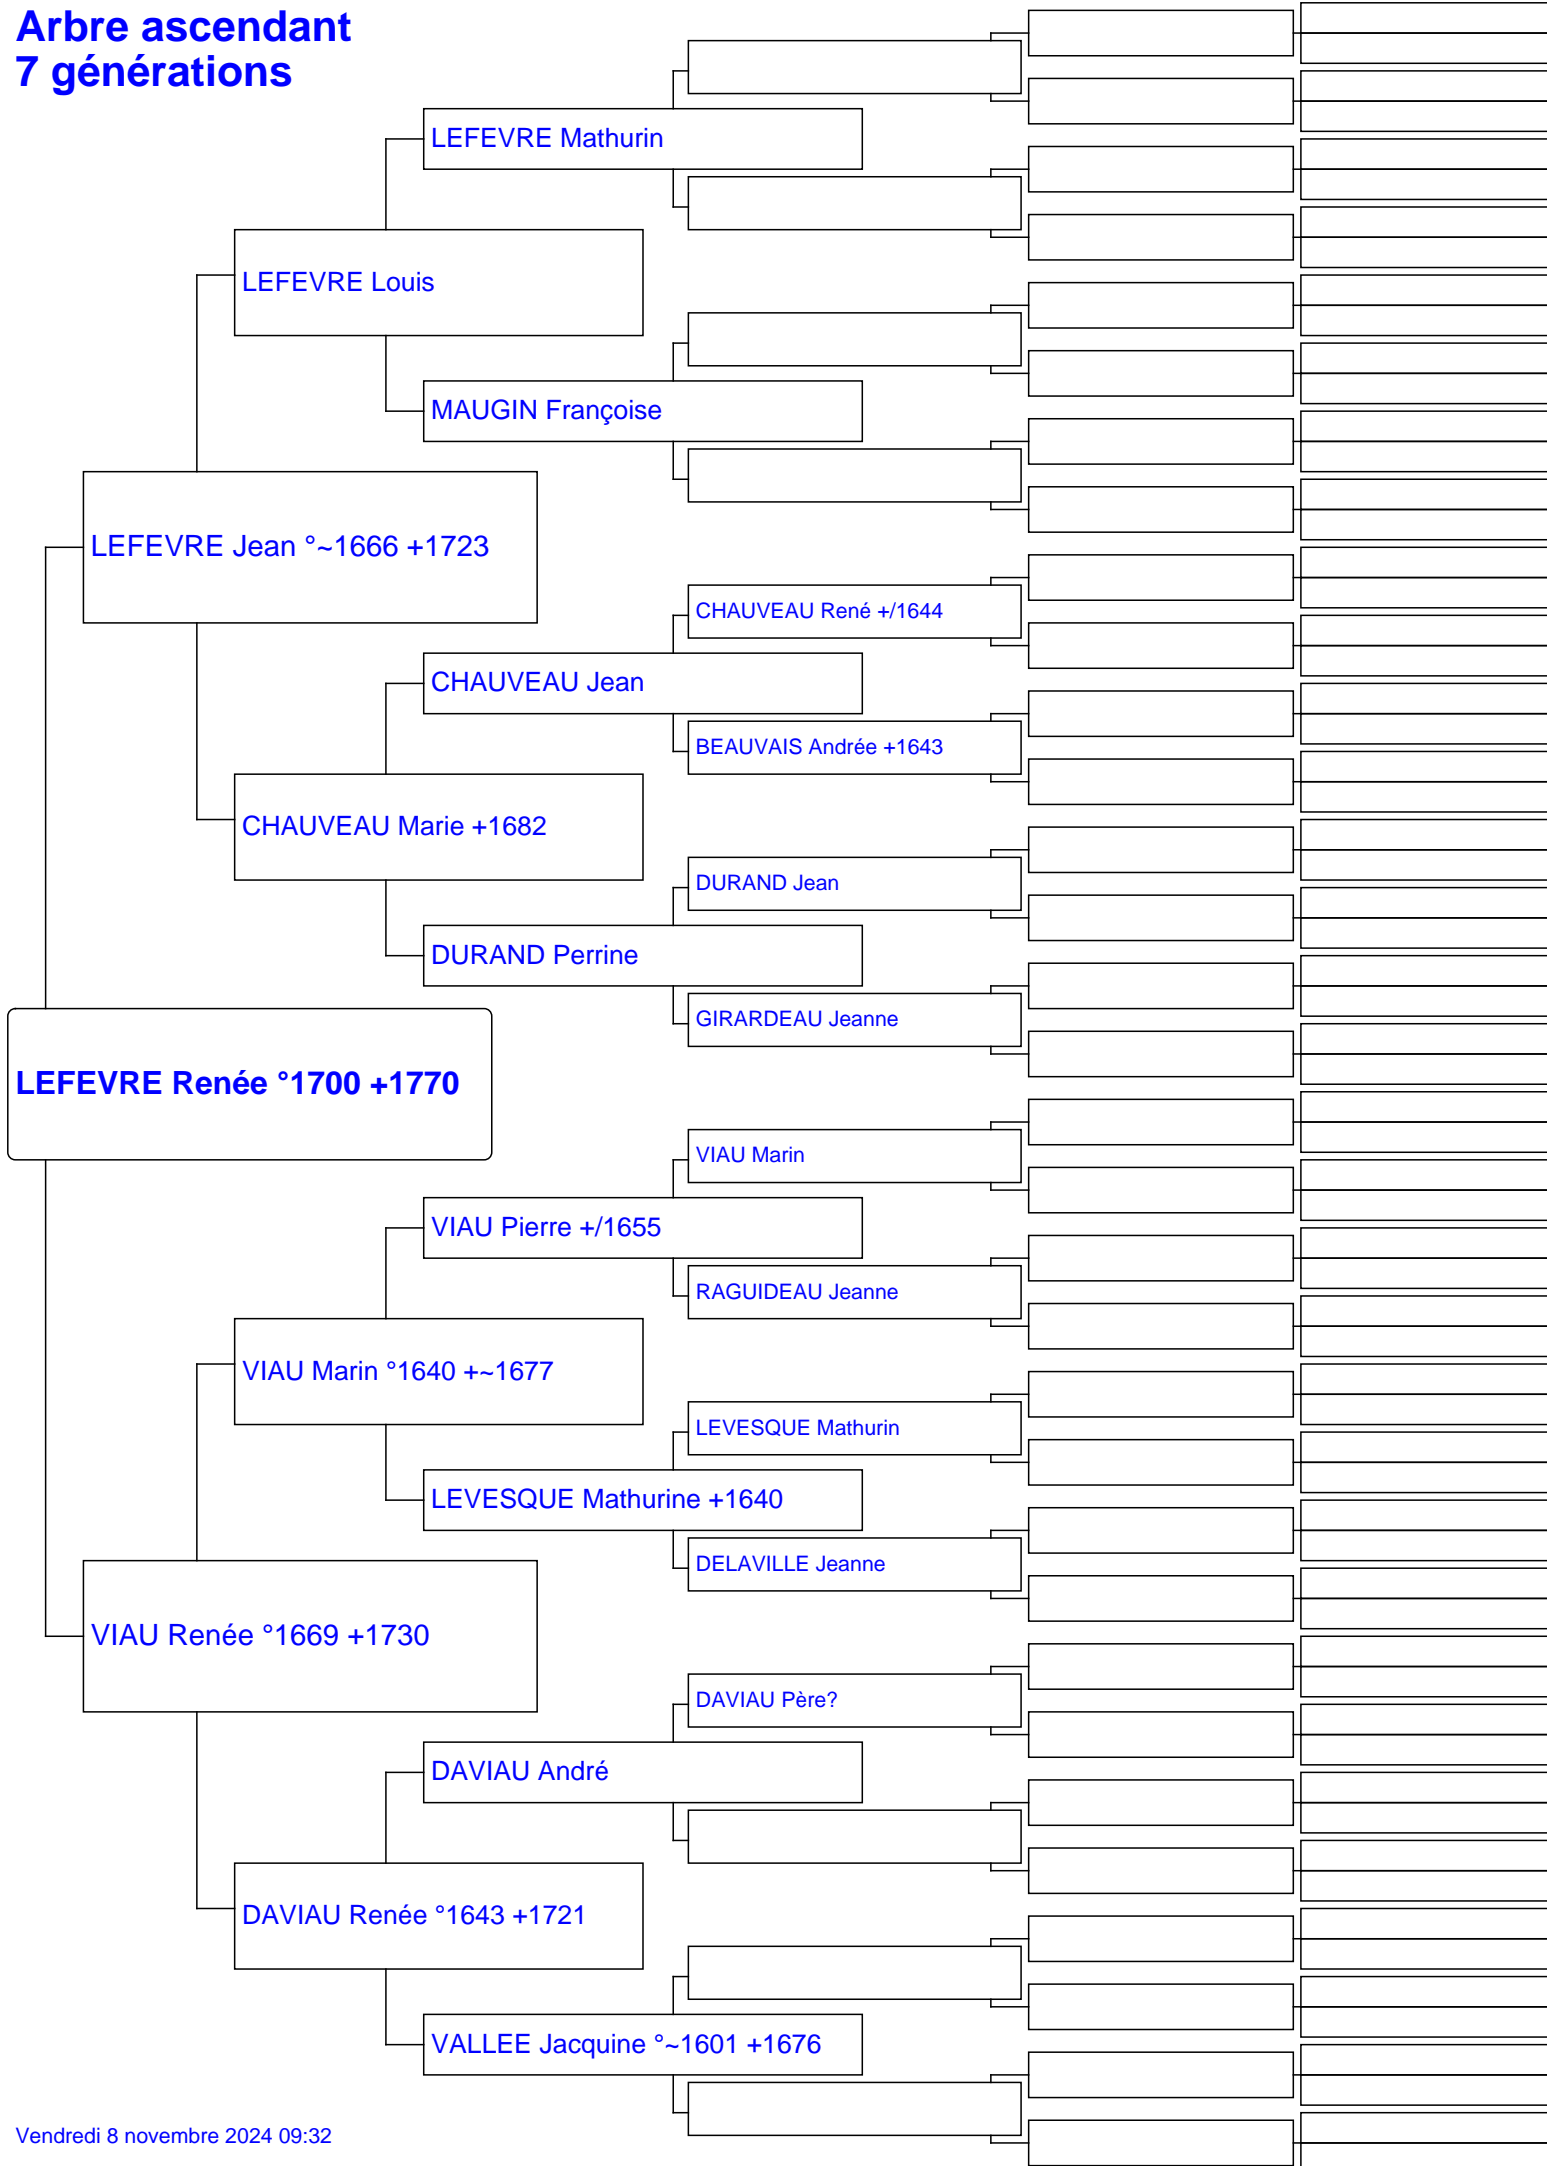 Arbre ascendant
7 générations
LEFEVRE Mathurin
LEFEVRE Louis
MAUGIN Françoise
LEFEVRE Jean °~1666 +1723
CHAUVEAU René +/1644
CHAUVEAU Jean
BEAUVAIS Andrée +1643
CHAUVEAU Marie +1682
DURAND Jean
DURAND Perrine
GIRARDEAU Jeanne
LEFEVRE Renée °1700 +1770
VIAU Marin
VIAU Pierre +/1655
RAGUIDEAU Jeanne
VIAU Marin °1640 +~1677
LEVESQUE Mathurin
LEVESQUE Mathurine +1640
DELAVILLE Jeanne
VIAU Renée °1669 +1730
DAVIAU Père?
DAVIAU André
DAVIAU Renée °1643 +1721
VALLEE Jacquine °~1601 +1676
Vendredi 8 novembre 2024 09:32